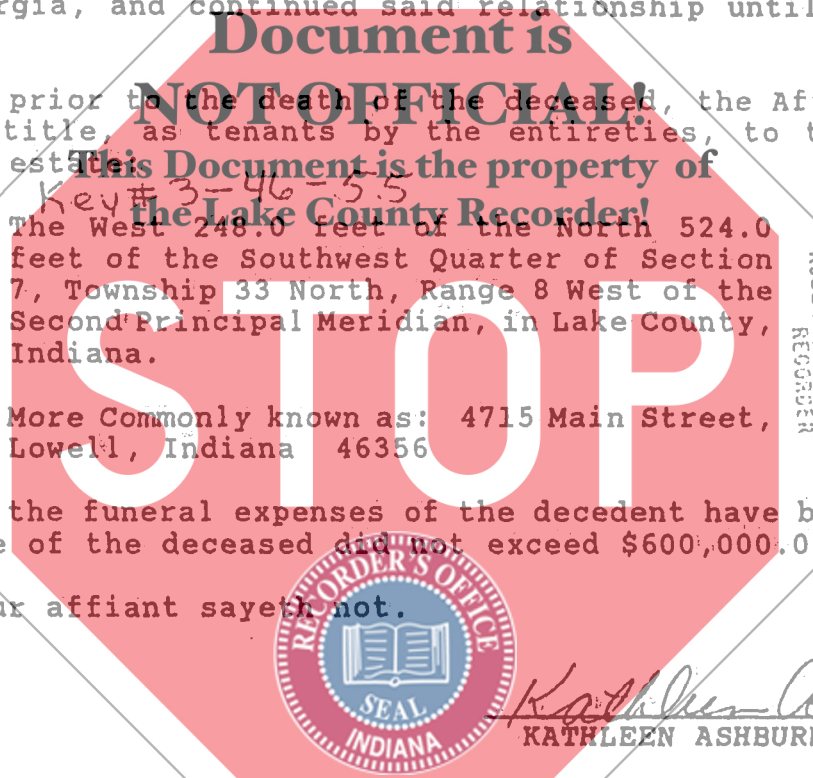 rgia, and continued said relationship until
Document is
NOT OFFICIAL!
prior to the death of the deceased, the Af
title, as tenants by the entireties, to t
estate:
This Document is the property of
the Lake County Recorder!
Key# 3-46-55
The West 248.0 feet of the North 524.0
feet of the Southwest Quarter of Section
7, Township 33 North, Range 8 West of the
Second Principal Meridian, in Lake County,
Indiana.
RECORDER
STOP
More Commonly known as: 4715 Main Street,
Lowell, Indiana 46356
the funeral expenses of the decedent have b
e of the deceased did not exceed $600,000.0
ur affiant sayeth not.
RECORDER'S OFFICE
SEAL
INDIANA
Kathleen
KATHLEEN ASHBUR